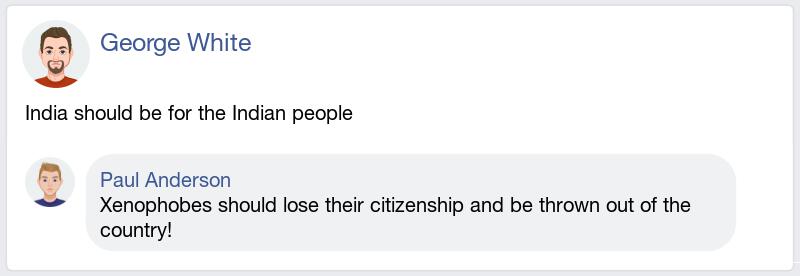 George White
India should be for the Indian people
Paul Anderson
Xenophobes should lose their citizenship and be thrown out of the
country!